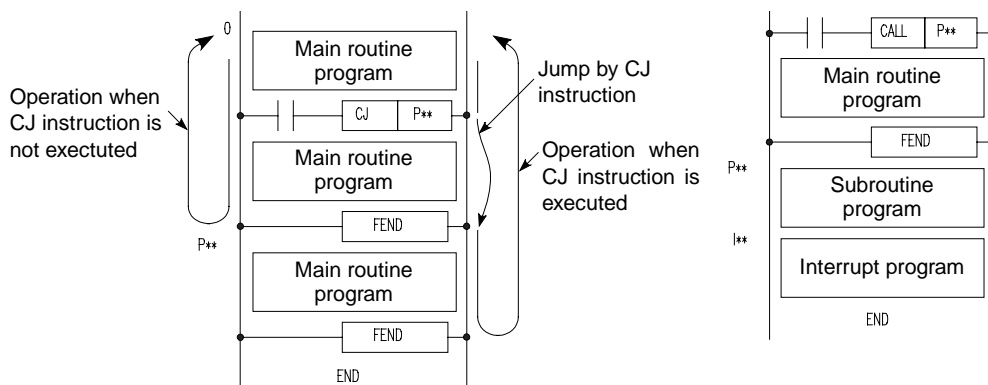 0
Main routine
program
Operation when
CJ instruction is
not exectuted
CJ P**
Jump by CJ
instruction
Main routine
program
Operation when
CJ instruction is
executed
FEND
P**
Main routine
program
FEND
END
CALL P**
Main routine
program
FEND
P**
Subroutine
program
I**
Interrupt program
END